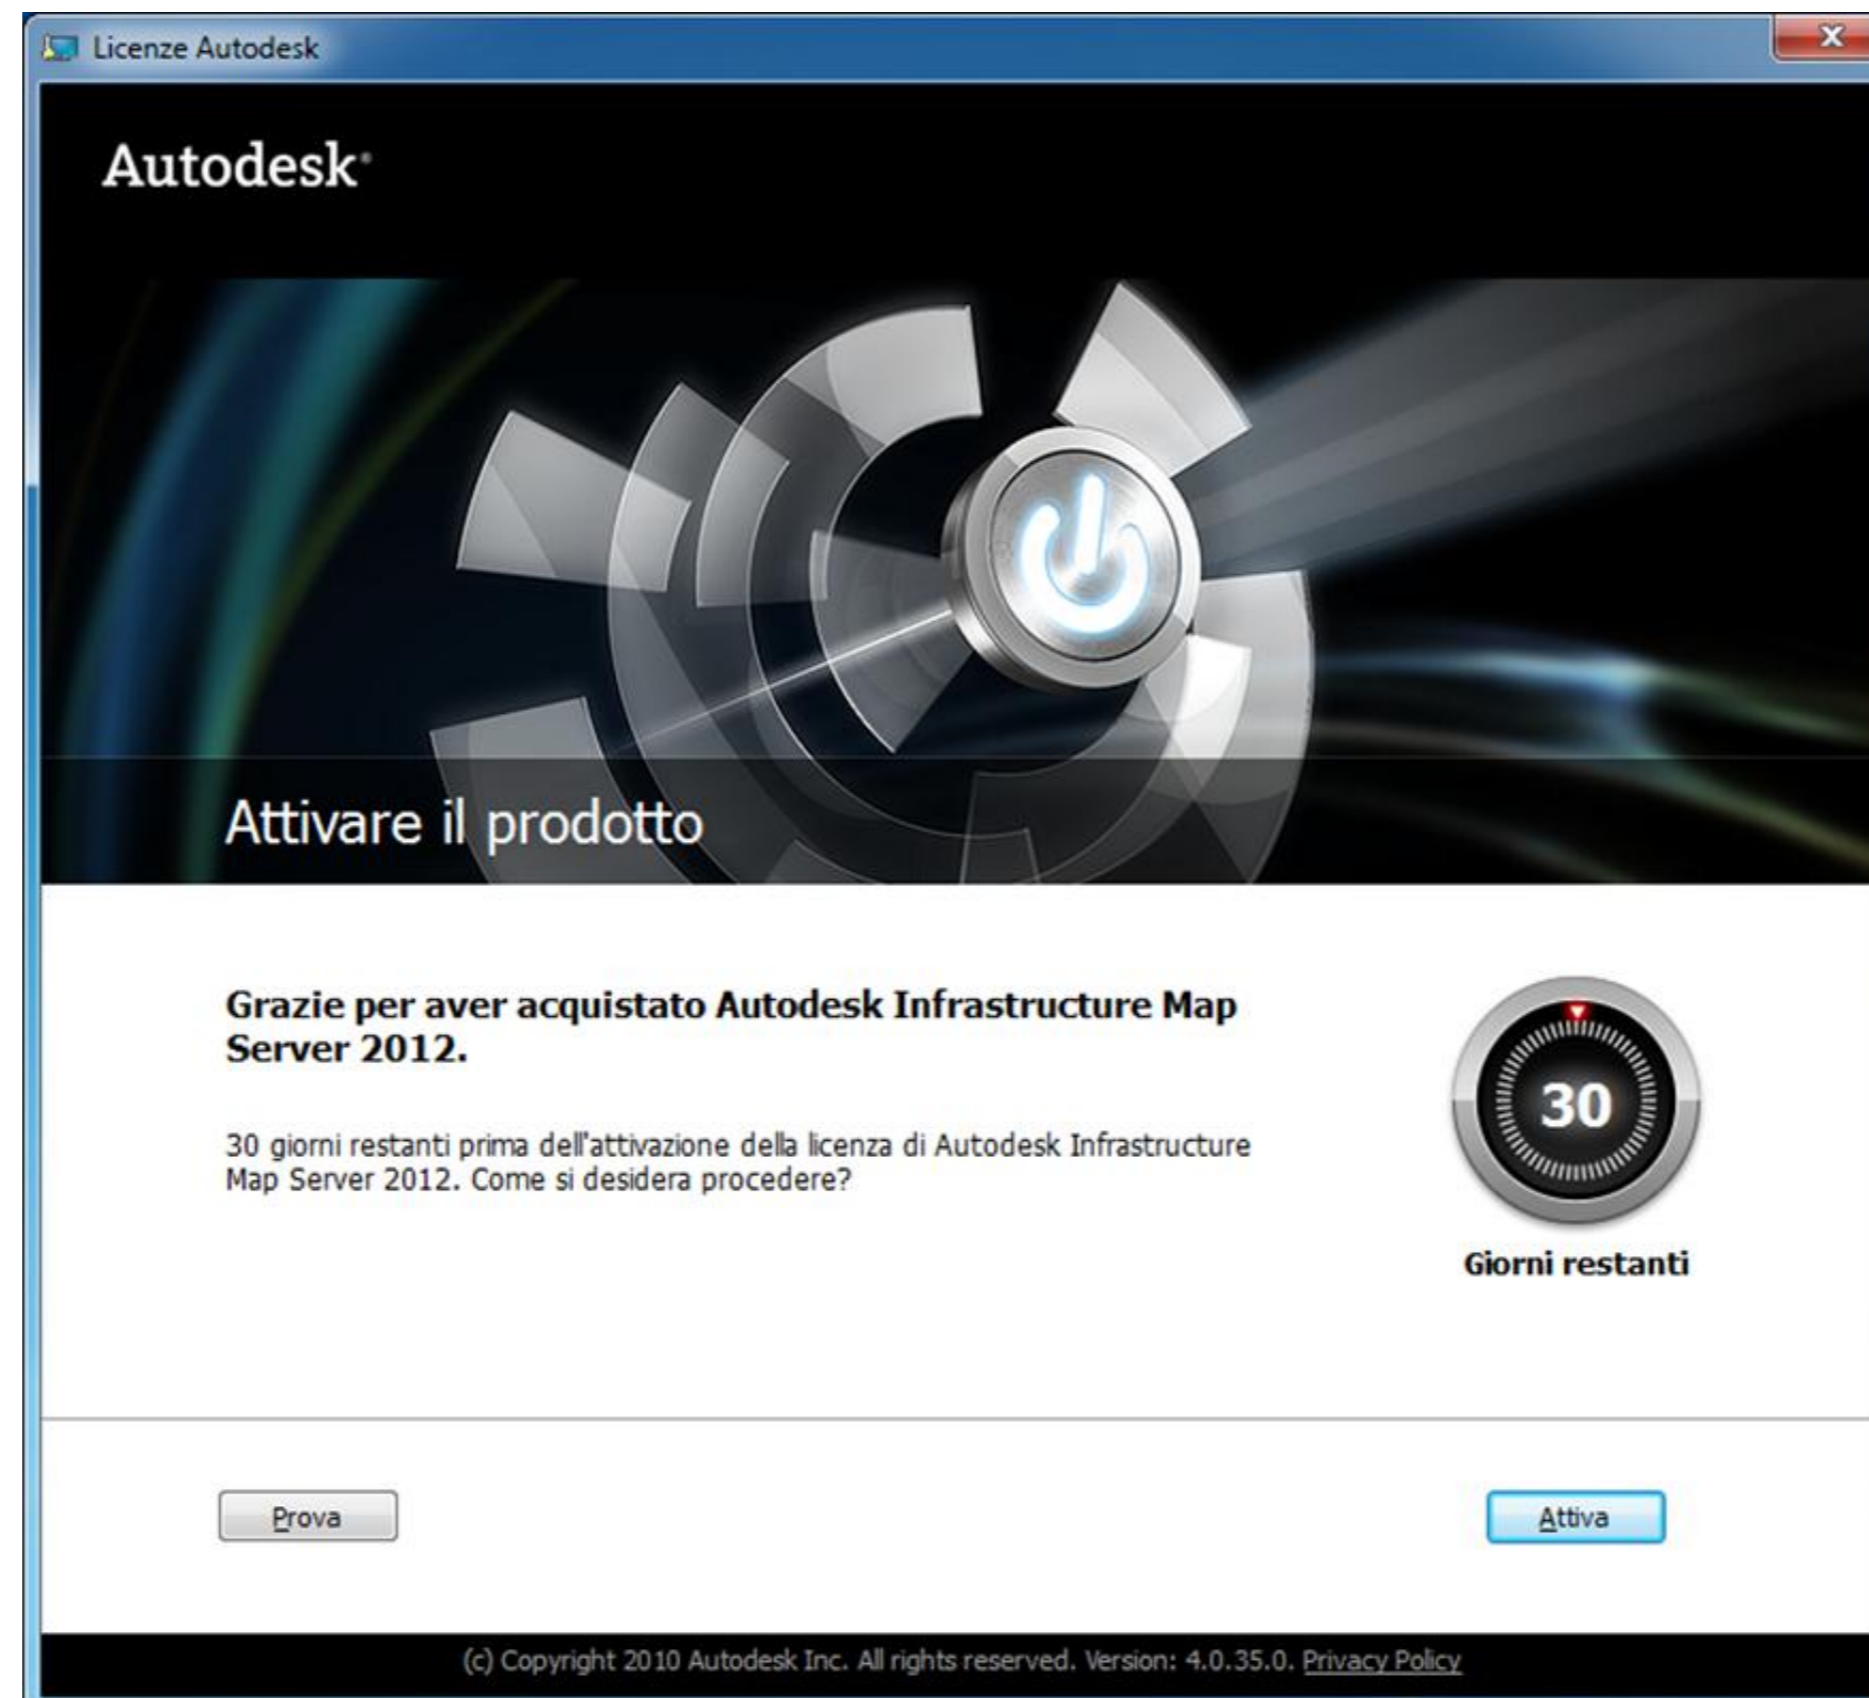 Licenze Autodesk
Autodesk®
Attivare il prodotto
Grazie per aver acquistato Autodesk Infrastructure Map
Server 2012.
30 giorni restanti prima dell'attivazione della licenza di Autodesk Infrastructure
Map Server 2012. Come si desidera procedere?
30
Giorni restanti
Prova
Attiva
(c) Copyright 2010 Autodesk Inc. All rights reserved. Version: 4.0.35.0. Privacy Policy